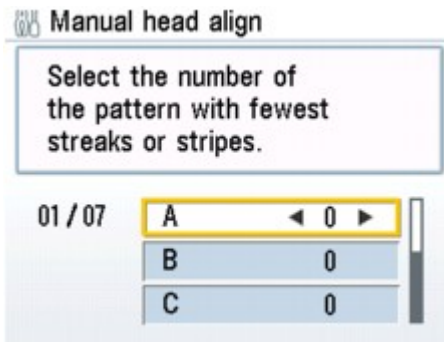 Manual head align
Select the number of
the pattern with fewest
streaks or stripes.
01/07 A ◀ 0 ▶
B 0
C 0